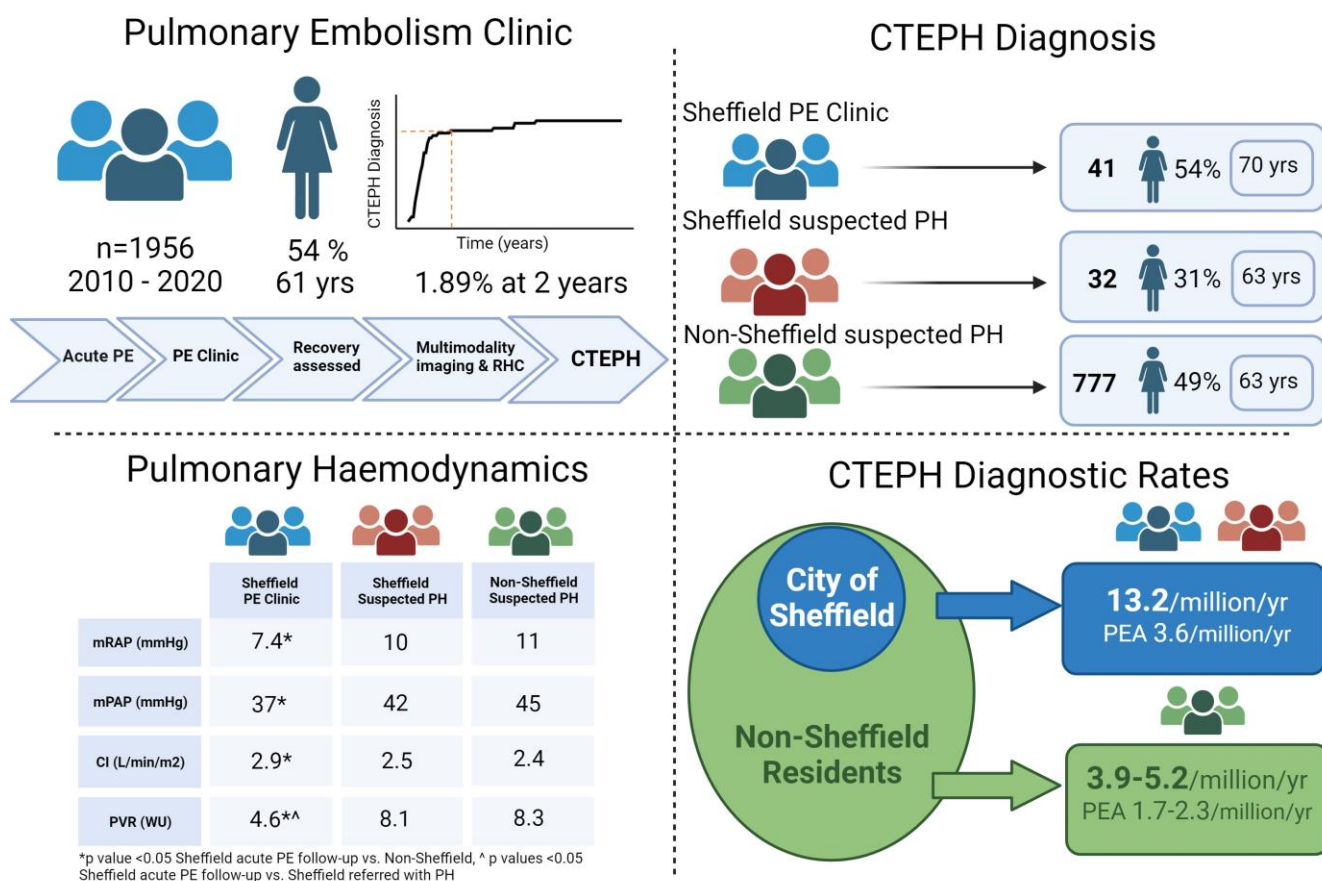 Pulmonary Embolism Clinic
CTEPH Diagnosis
Time (years)
n=1956
2010 - 2020
54 %
61 yrs
1.89% at 2 years
Acute PE
PE Clinic
Recovery
assessed
Multimodality
imaging & RHC
CTEPH
CTEPH Diagnosis
Sheffield PE Clinic
41
54%
70 yrs
Sheffield suspected PH
32
31%
63 yrs
Non-Sheffield suspected PH
777
49%
63 yrs
Pulmonary Haemodynamics
Sheffield
PE Clinic
Sheffield
Suspected PH
Non-Sheffield
Suspected PH
mRAP (mmHg) 7.4* 10 11
mPAP (mmHg) 37* 42 45
CI (L/min/m2) 2.9* 2.5 2.4
PVR (WU) 4.6*^ 8.1 8.3
*p value <0.05 Sheffield acute PE follow-up vs. Non-Sheffield, ^ p values <0.05
Sheffield acute PE follow-up vs. Sheffield referred with PH
CTEPH Diagnostic Rates
City of
Sheffield
13.2/million/yr
PEA 3.6/million/yr
Non-Sheffield
Residents
3.9-5.2/million/yr
PEA 1.7-2.3/million/yr